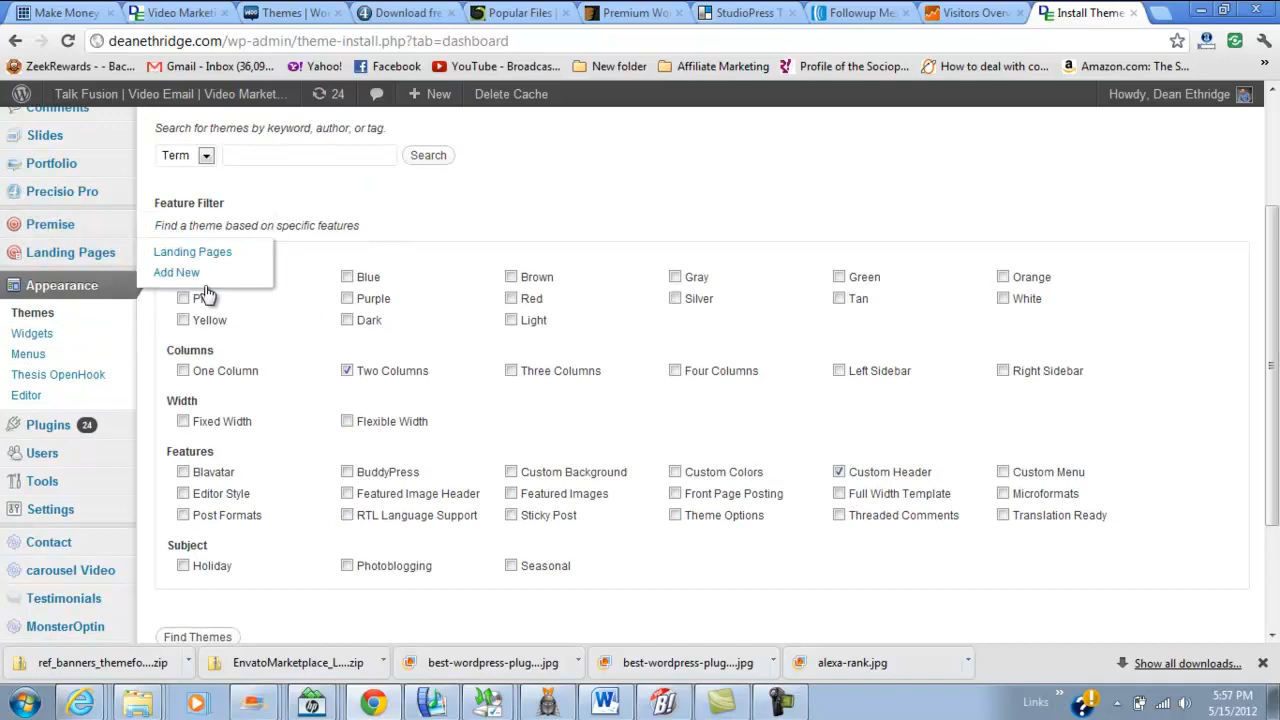 Make Money
Video Market
Themes | Wo
Download fre
Popular Files |
Premium Wo
StudioPress T
Followup Me
Visitors Overv
Install Theme
deanethridge.com/wp-admin/theme-install.php?tab=dashboard
ZeekRewards - - Bac...
Gmail - Inbox (36,09...
Yahoo!
Facebook
YouTube - Broadcas...
New folder
Affiliate Marketing
Profile of the Sociop...
How to deal with co...
Amazon.com: The S...
Talk Fusion | Video Email | Video Market...
24
New
Delete Cache
Howdy, Dean Ethridge
Comments
Slides
Portfolio
Precisio Pro
Premise
Landing Pages
Appearance
Themes
Widgets
Menus
Thesis OpenHook
Editor
Plugins 24
Users
Tools
Settings
Contact
carousel Video
Testimonials
MonsterOptin
Landing Pages
Add New
Search for themes by keyword, author, or tag.
Term
Search
Feature Filter
Find a theme based on specific features
Blue
Brown
Gray
Green
Orange
Purple
Red
Silver
Tan
White
Yellow
Dark
Light
Columns
One Column
Two Columns
Three Columns
Four Columns
Left Sidebar
Right Sidebar
Width
Fixed Width
Flexible Width
Features
Blavatar
BuddyPress
Custom Background
Custom Colors
Custom Header
Custom Menu
Editor Style
Featured Image Header
Featured Images
Front Page Posting
Full Width Template
Microformats
Post Formats
RTL Language Support
Sticky Post
Theme Options
Threaded Comments
Translation Ready
Subject
Holiday
Photoblogging
Seasonal
Find Themes
ref_banners_themefo....zip
EnvatoMarketplace_L....zip
best-wordpress-plug....jpg
best-wordpress-plug....jpg
alexa-rank.jpg
Show all downloads...
Links
5:57 PM
5/15/2012